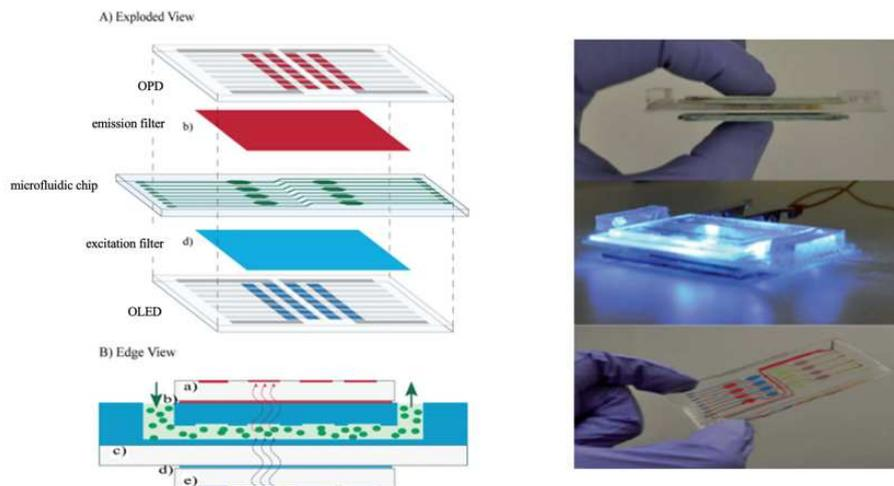 A) Exploded View
OPD
emission filter
b)
microfluidic chip
excitation filter
d)
OLED
B) Edge View
a)
b)
c)
d)
e)